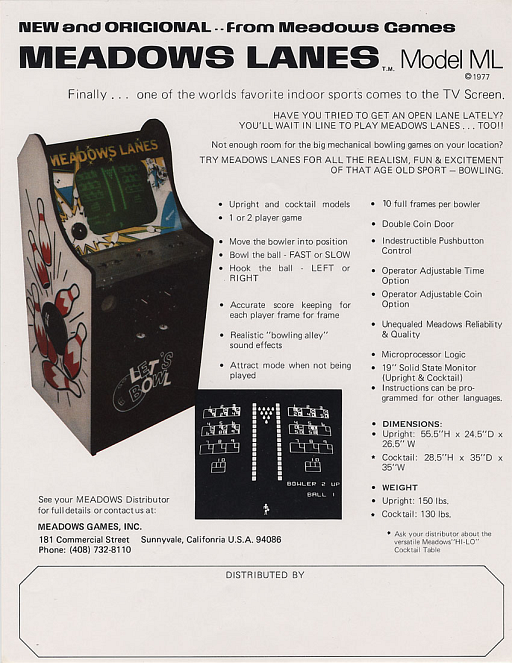 NEW and ORICIONAL -- from Meadows Games
MEADOWS LANES T.M. Model ML
©1977
Finally . . . one of the worlds favorite indoor sports comes to the TV Screen.
HAVE YOU TRIED TO GET AN OPEN LANE LATELY?
YOU'LL WAIT IN LINE TO PLAY MEADOWS LANES . . . TOO!!
Not enough room for the big mechanical bowling games on your location?
TRY MEADOWS LANES FOR ALL THE REALISM, FUN & EXCITEMENT
OF THAT AGE OLD SPORT — BOWLING.
MEADOWS LANES
LET'S
BOWL
• Upright and cocktail models
• 1 or 2 player game
• Move the bowler into position
• Bowl the ball - FAST or SLOW
• Hook the ball - LEFT or
RIGHT
• Accurate score keeping for
each player frame for frame
• Realistic "bowling alley"
sound effects
• Attract mode when not being
played
• 10 full frames per bowler
• Double Coin Door
• Indestructible Pushbutton
Control
• Operator Adjustable Time
Option
• Operator Adjustable Coin
Option
• Unequaled Meadows Reliability
& Quality
• Microprocessor Logic
• 19" Solid State Monitor
(Upright & Cocktail)
• Instructions can be pro-
grammed for other languages.
• DIMENSIONS:
• Upright: 55.5"H x 24.5"D x
26.5" W
* Cocktail: 28.5"H x 35"D x
35"W
• WEIGHT
• Upright: 150 lbs.
• Cocktail: 130 lbs.
* Ask your distributor about the
versatile Meadows"HI-LO"
Cocktail Table
BOWLER 2 UP
BALL 1
See your MEADOWS Distributor
for full details or contact us at:
MEADOWS GAMES, INC.
181 Commercial Street Sunnyvale, Califonria U.S.A. 94086
Phone: (408) 732-8110
DISTRIBUTED BY